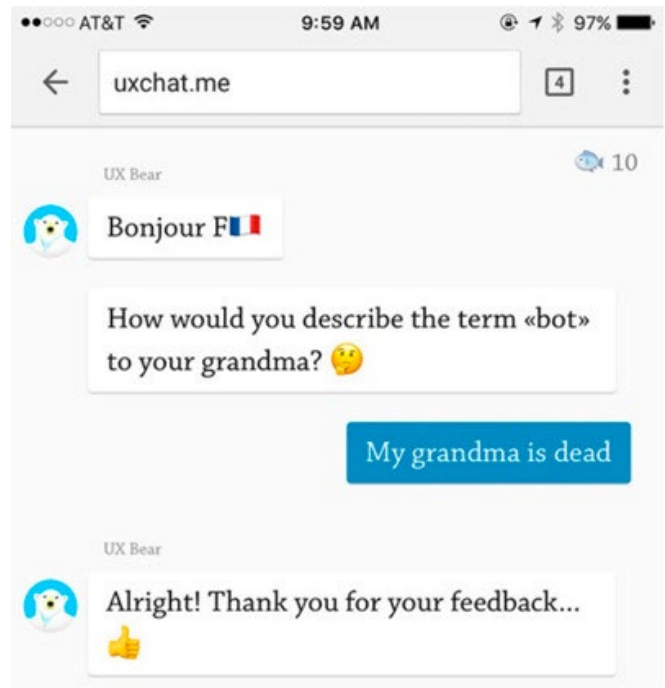 AT&T 9:59 AM 97%
uxchat.me 4
10
UX Bear
Bonjour F🇫🇷
How would you describe the term «bot»
to your grandma? 🤔
My grandma is dead
UX Bear
Alright! Thank you for your feedback...
👍